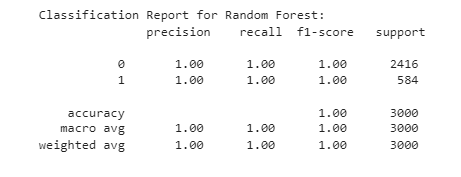 Classification Report for Random Forest:
precision recall f1-score support
0 1.00 1.00 1.00 2416
1 1.00 1.00 1.00 584
accuracy 1.00 3000
macro avg 1.00 1.00 1.00 3000
weighted avg 1.00 1.00 1.00 3000